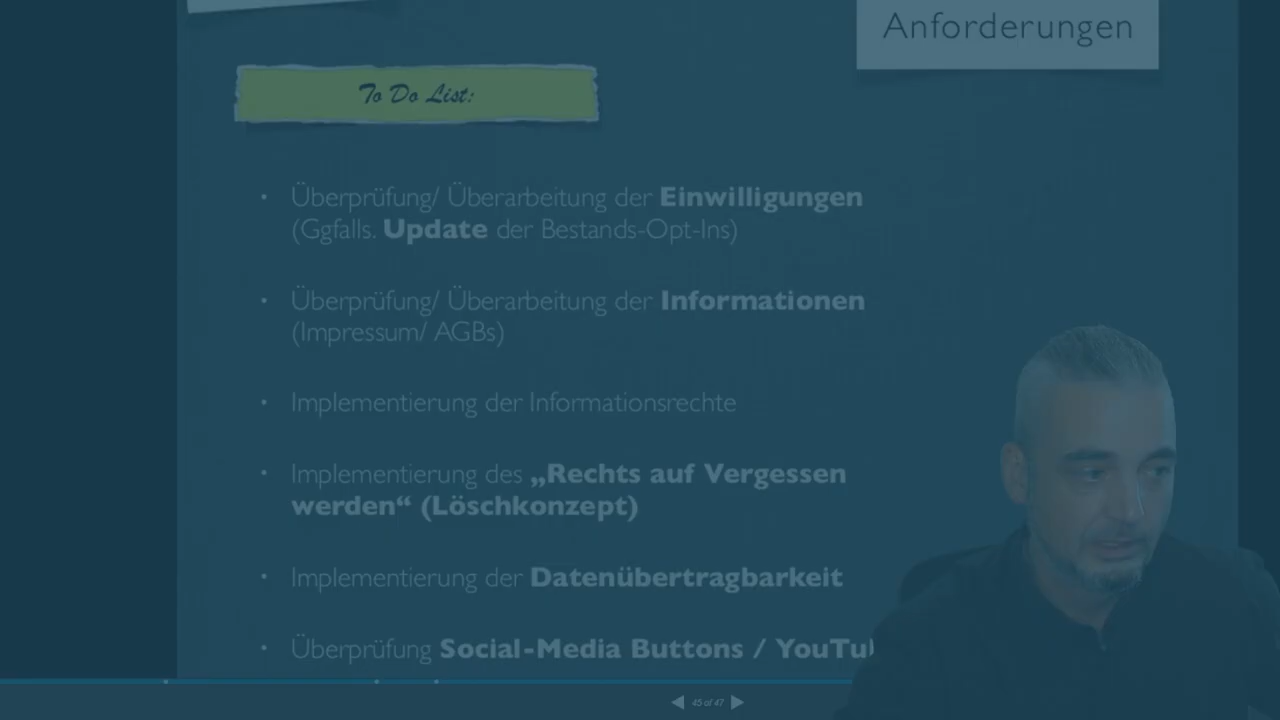 Anforderungen
To Do List:
• Überprüfung/ Überarbeitung der Einwilligungen
(Ggfalls. Update der Bestands-Opt-Ins)
• Überprüfung/ Überarbeitung der Informationen
(Impressum/ AGBs)
• Implementierung der Informationsrechte
• Implementierung des „Rechts auf Vergessen
werden“ (Löschkonzept)
• Implementierung der Datenübertragbarkeit
• Überprüfung Social-Media Buttons /
45 of 47